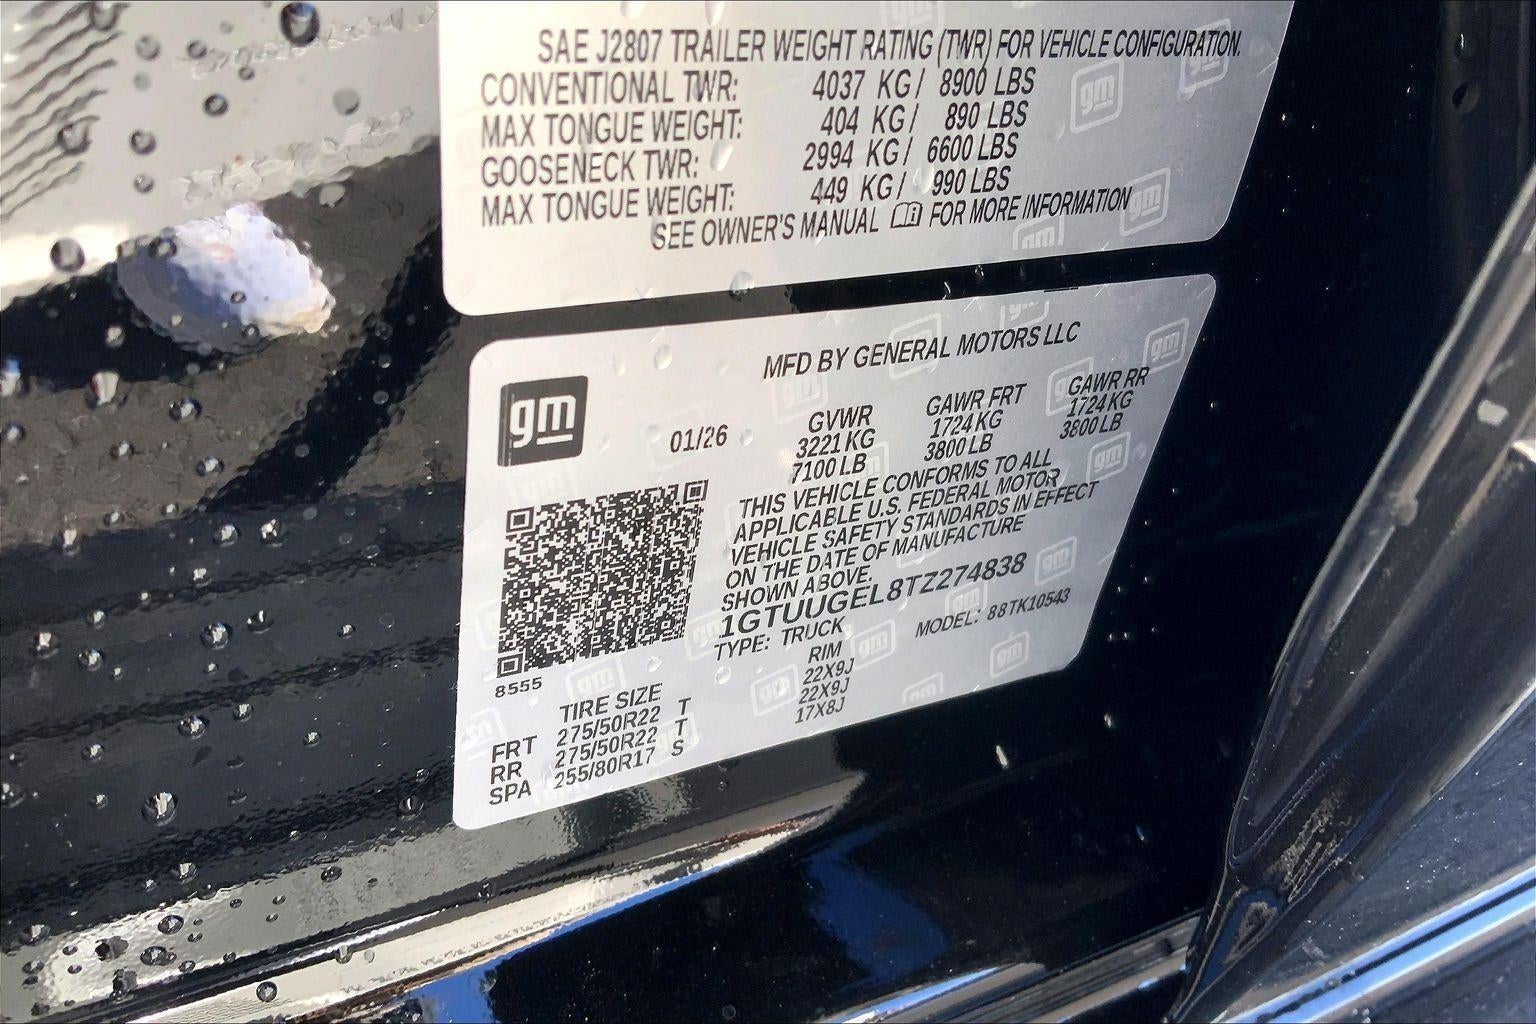 SAE J2807 TRAILER WEIGHT RATING (TWR) FOR VEHICLE CONFIGURATION.
CONVENTIONAL TWR: 4037 KG / 8900 LBS
MAX TONGUE WEIGHT: 404 KG / 890 LBS
GOOSENECK TWR: 2994 KG / 6600 LBS
MAX TONGUE WEIGHT: 449 KG / 990 LBS
SEE OWNER'S MANUAL FOR MORE INFORMATION
gm
MFD BY GENERAL MOTORS LLC
01/26
GVWR GAWR FRT GAWR RR
3221 KG 1724 KG 1724 KG
7100 LB 3800 LB 3800 LB
THIS VEHICLE CONFORMS TO ALL
APPLICABLE U.S. FEDERAL MOTOR
VEHICLE SAFETY STANDARDS IN EFFECT
ON THE DATE OF MANUFACTURE
SHOWN ABOVE.
1GTUUGEL8TZ274838
TYPE: TRUCK MODEL: 88TK10543
8555
TIRE SIZE RIM
FRT 275/50R22 T 22X9J
RR 275/50R22 T 22X9J
SPA 255/80R17 S 17X8J